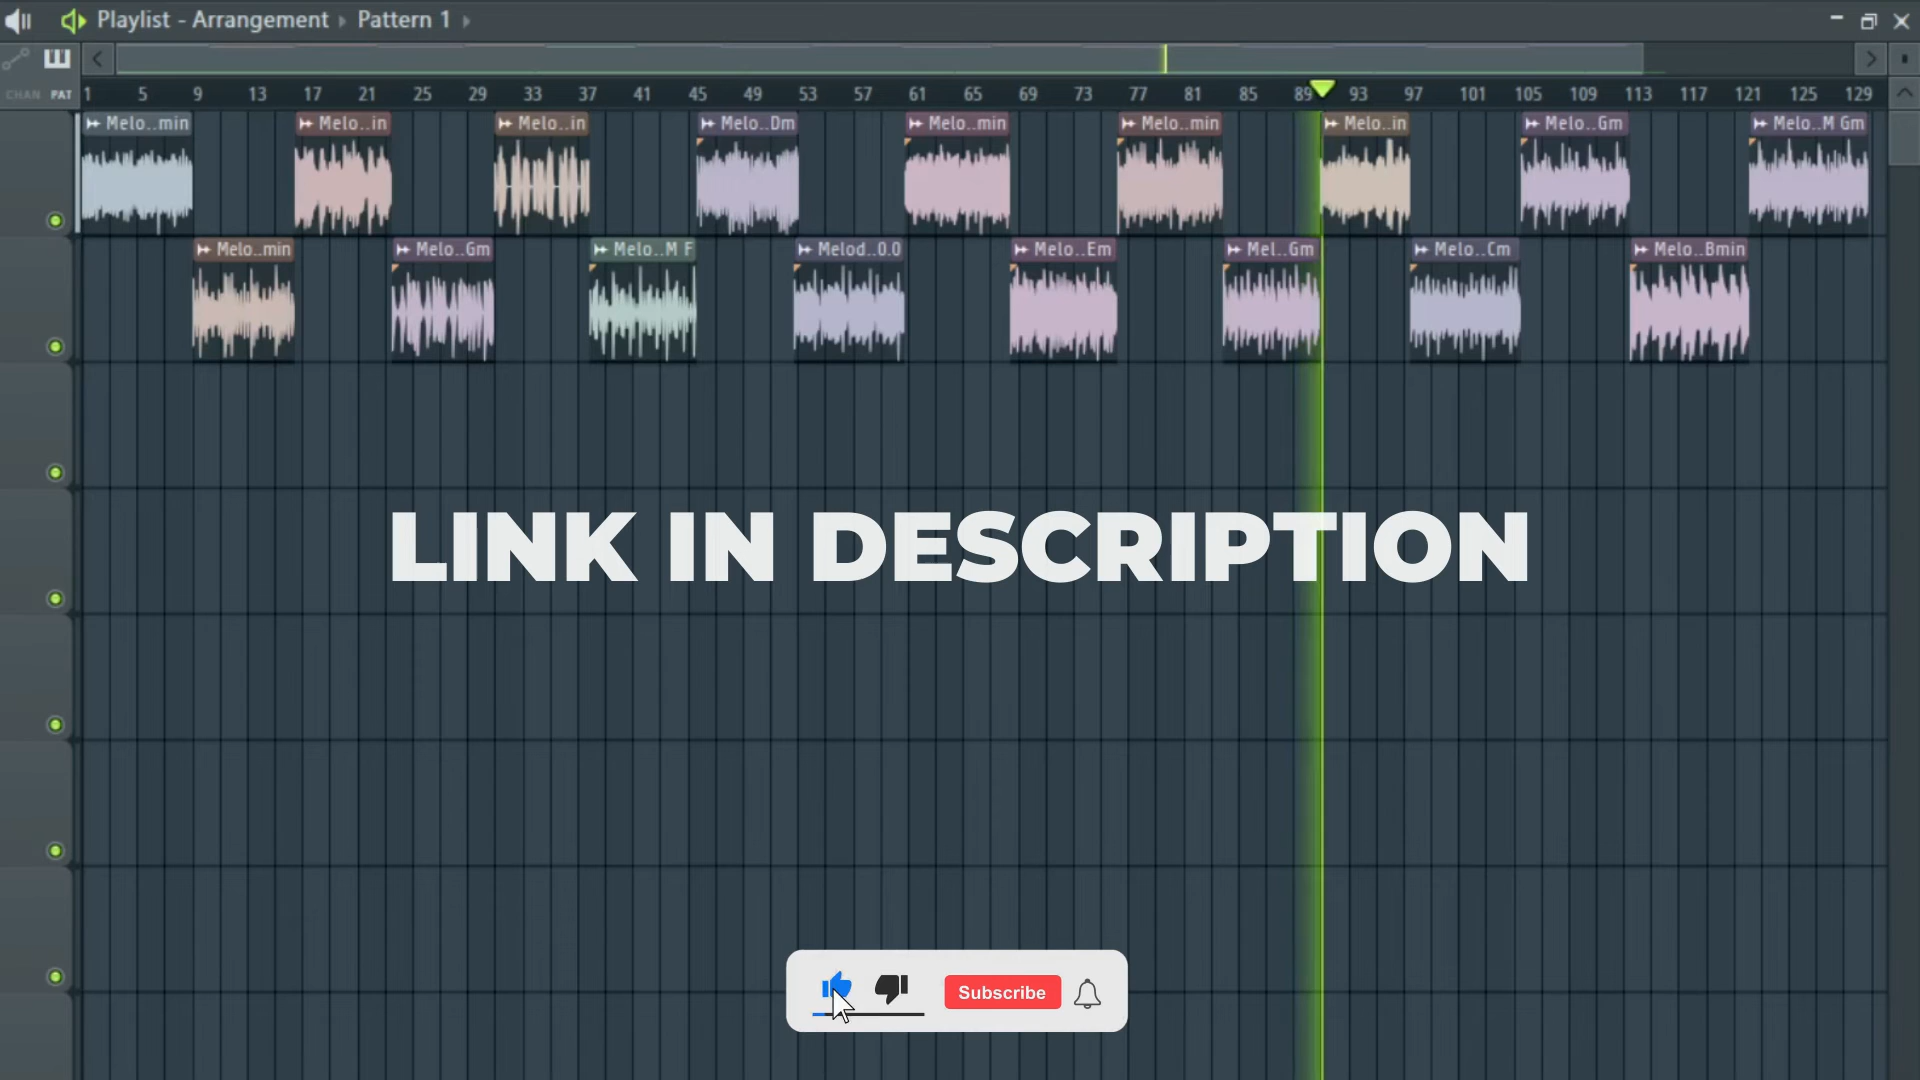 Playlist - Arrangement Pattern 1
CHAN PAT
1 5 9 13 17 21 25 29 33 37 41 45 49 53 57 61 65 69 73 77 81 85 89 93 97 101 105 109 113 117 121 125 129
Melo..min Melo..in Melo..in Melo..Dm Melo..min Melo..min Melo..in Melo..Gm Melo..M Gm
Melo..min Melo..Gm Melo..M F Melod..0.0 Melo..Em Mel..Gm Melo..Cm Melo..Bmin
LINK IN DESCRIPTION
Subscribe